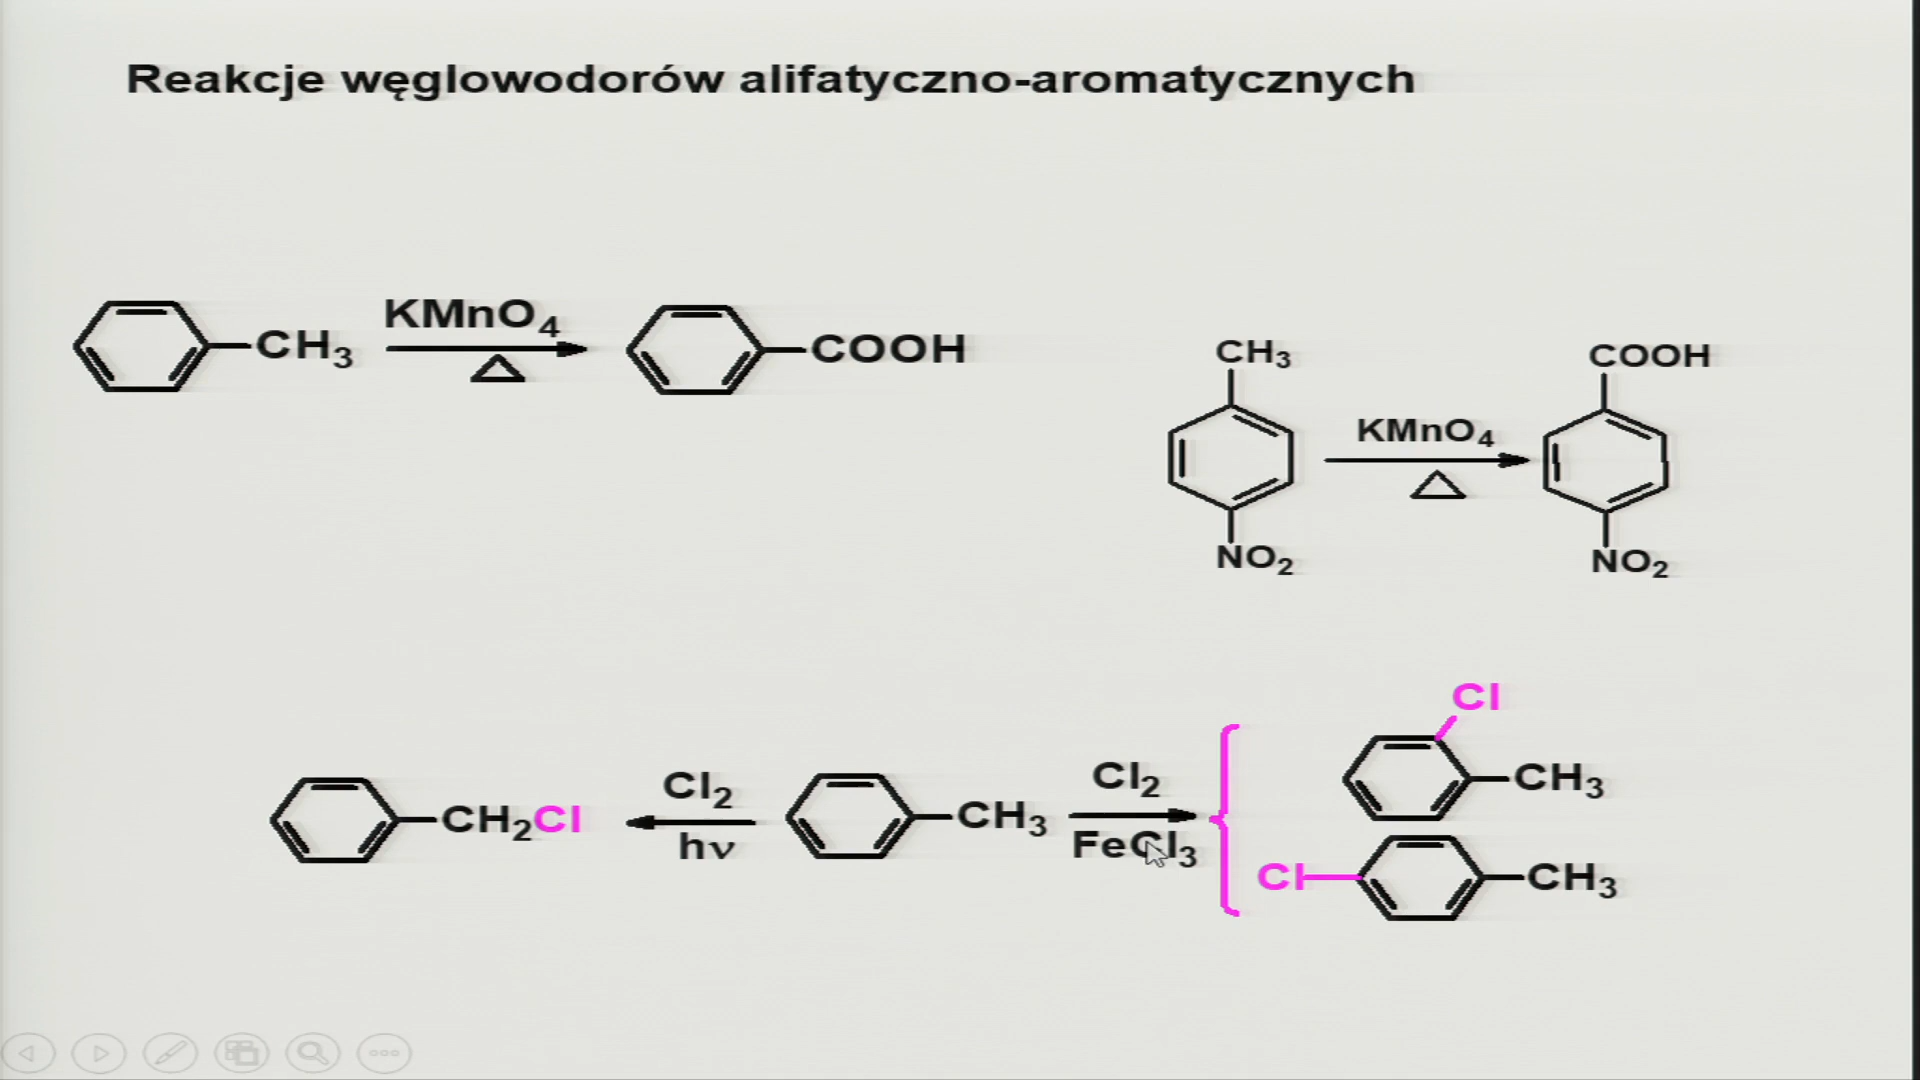 Reakcje węglowodorów alifatyczno-aromatycznych
CH3
KMnO4
△
COOH
CH3
NO2
KMnO4
△
COOH
NO2
CH2Cl
Cl2
hν
CH3
Cl2
FeCl3
Cl
CH3
Cl
CH3